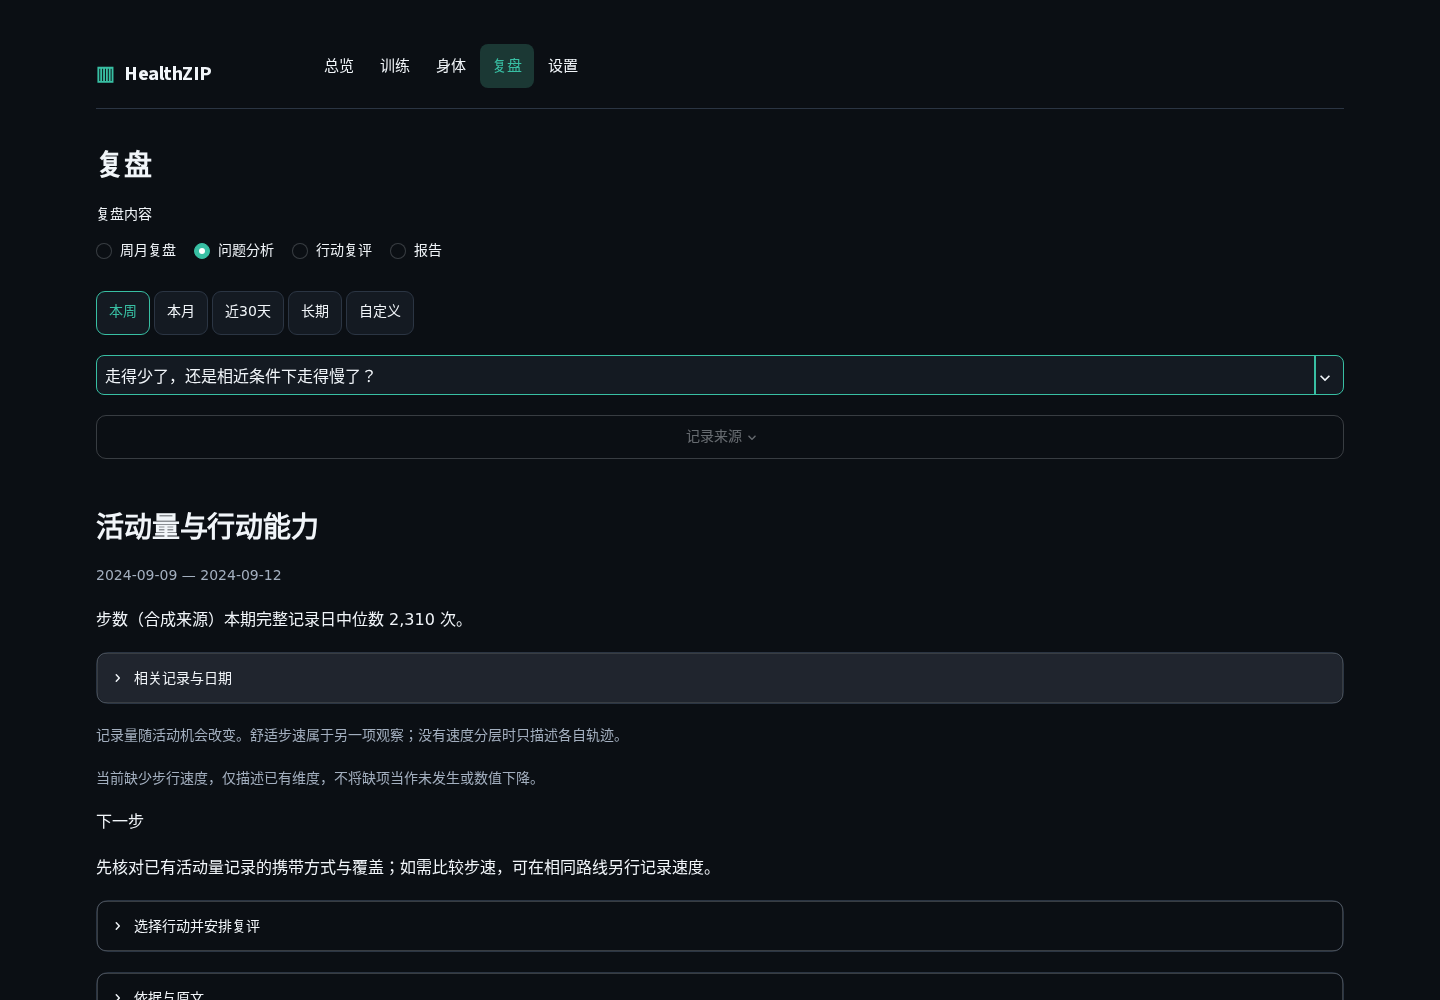 HealthZIP
总览 训练 身体 复盘 设置
复盘
复盘内容
周月复盘 问题分析 行动复评 报告
本周 本月 近30天 长期 自定义
走得少了，还是相近条件下走得慢了？
记录来源
活动量与行动能力
2024-09-09 — 2024-09-12
步数（合成来源）本期完整记录日中位数 2,310 次。
相关记录与日期
记录量随活动机会改变。舒适步速属于另一项观察；没有速度分层时只描述各自轨迹。
当前缺少步行速度，仅描述已有维度，不将缺项当作未发生或数值下降。
下一步
先核对已有活动量记录的携带方式与覆盖；如需比较步速，可在相同路线另行记录速度。
选择行动并安排复评
依据与原文